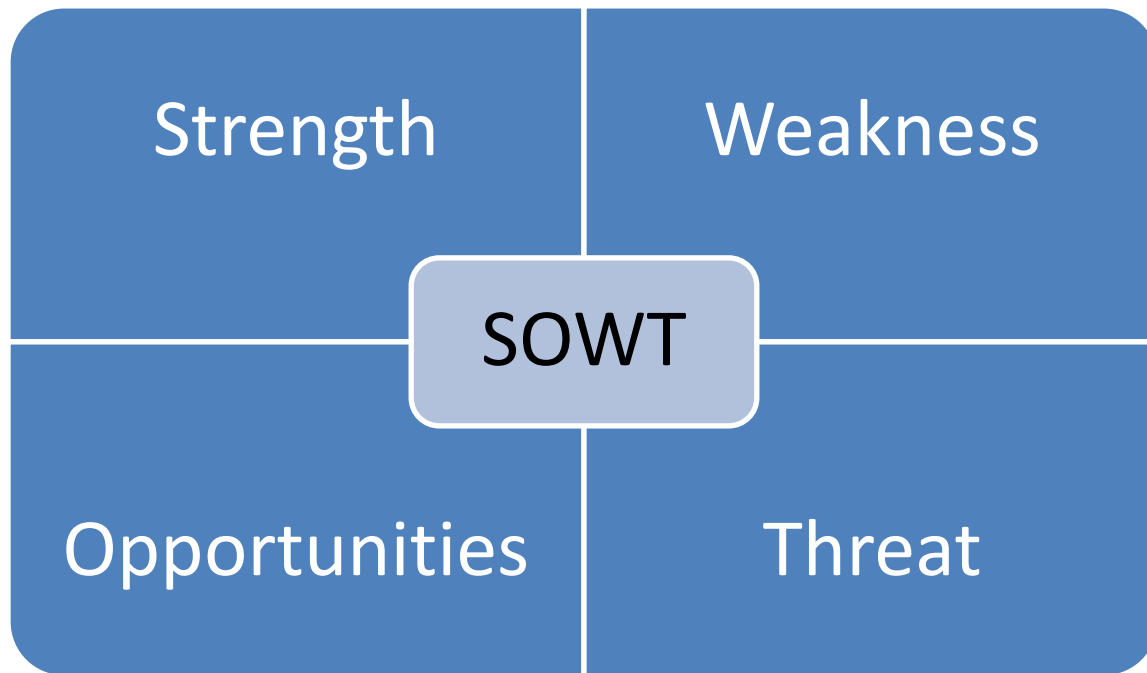 Strength
Weakness
SOWT
Opportunities
Threat